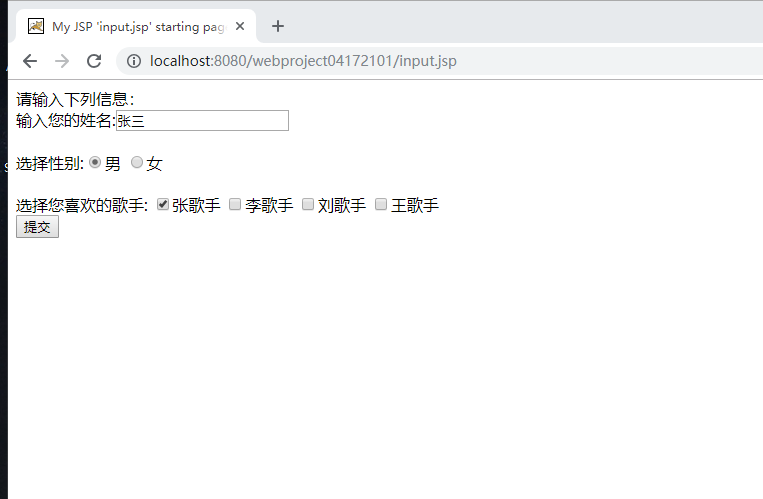 My JSP 'input.jsp' starting pag
localhost:8080/webproject04172101/input.jsp
请输入下列信息：
输入您的姓名:张三
选择性别: 男 女
选择您喜欢的歌手: 张歌手 李歌手 刘歌手 王歌手
提交